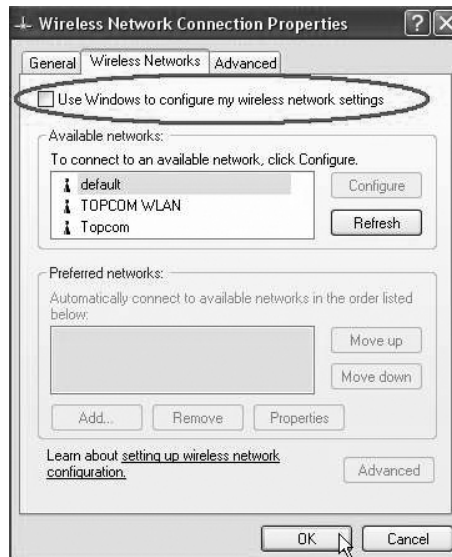 Wireless Network Connection Properties
General Wireless Networks Advanced
Use Windows to configure my wireless network settings
Available networks:
To connect to an available network, click Configure.
default
TOPCOM WLAN
Topcom
Configure
Refresh
Preferred networks:
Automatically connect to available networks in the order listed
below:
Move up
Move down
Add... Remove Properties
Learn about setting up wireless network
configuration.
Advanced
OK Cancel